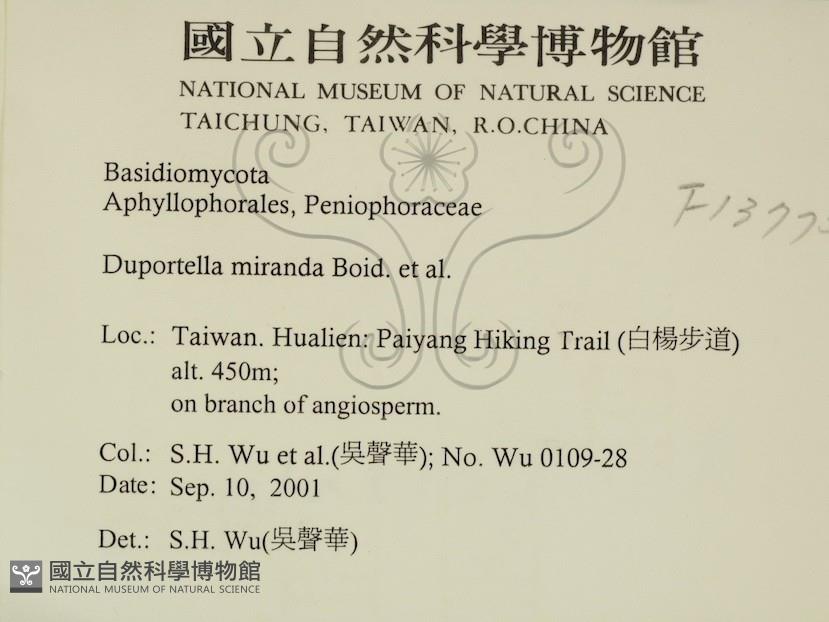 國立自然科學博物館
NATIONAL MUSEUM OF NATURAL SCIENCE
TAICHUNG, TAIWAN, R.O.CHINA
Basidiomycota
Aphyllophorales, Peniophoraceae
Duportella miranda Boid. et al.
Loc.: Taiwan. Hualien: Paiyang Hiking Trail (白楊步道)
alt. 450m;
on branch of angiosperm.
Col.: S.H. Wu et al.(吳聲華); No. Wu 0109-28
Date: Sep. 10, 2001
Det.: S.H. Wu(吳聲華)
國立自然科學博物館
NATIONAL MUSEUM OF NATURAL SCIENCE